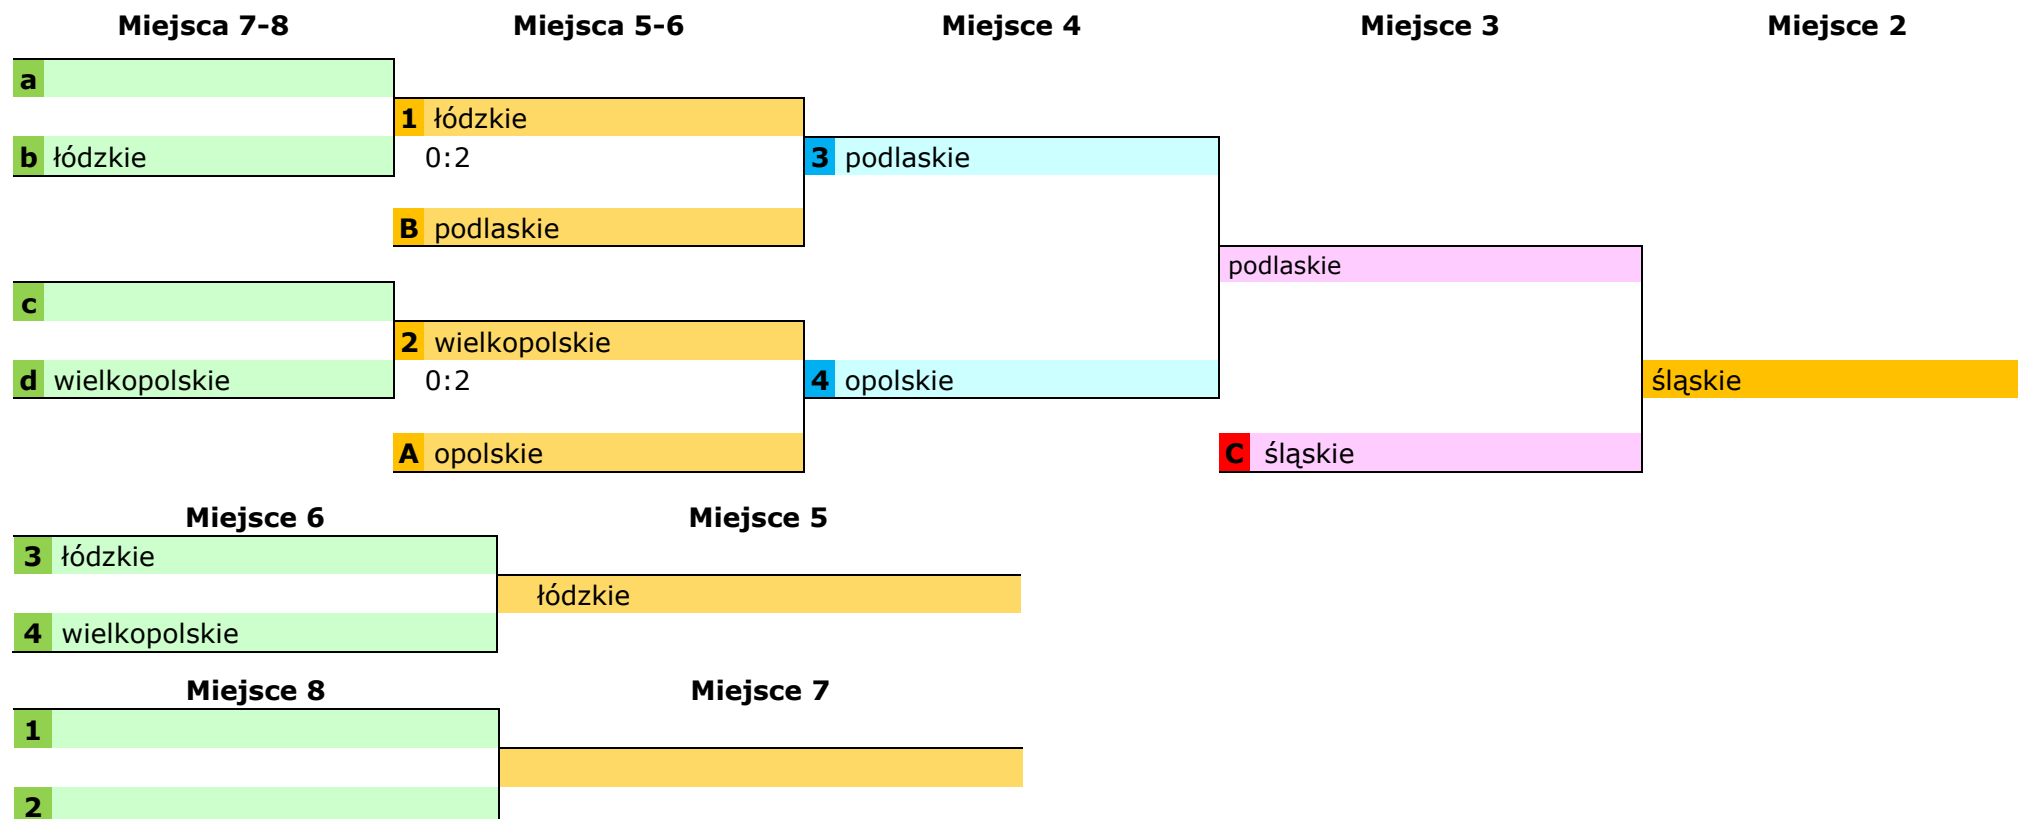 Miejsca 7-8 Miejsca 5-6 Miejsce 4 Miejsce 3 Miejsce 2
a
1 łódzkie
b łódzkie 0:2 3 podlaskie
B podlaskie
podlaskie
c
2 wielkopolskie
d wielkopolskie 0:2 4 opolskie śląskie
A opolskie C śląskie
Miejsce 6 Miejsce 5
3 łódzkie
łódzkie
4 wielkopolskie
Miejsce 8 Miejsce 7
1
2